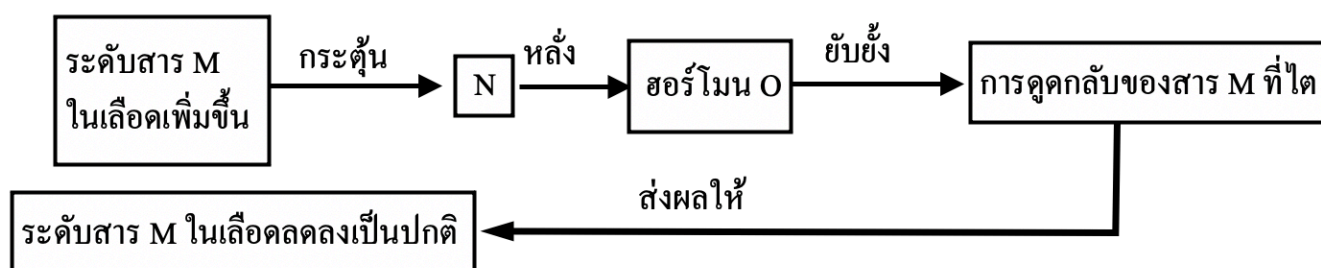 ระดับสาร M
ในเลือดเพิ่มขึ้น
กระตุ้น
N
หลั่ง
ฮอร์โมน O
ยับยั้ง
การดูดกลับของสาร M ที่ไต
ส่งผลให้
ระดับสาร M ในเลือดลดลงเป็นปกติ